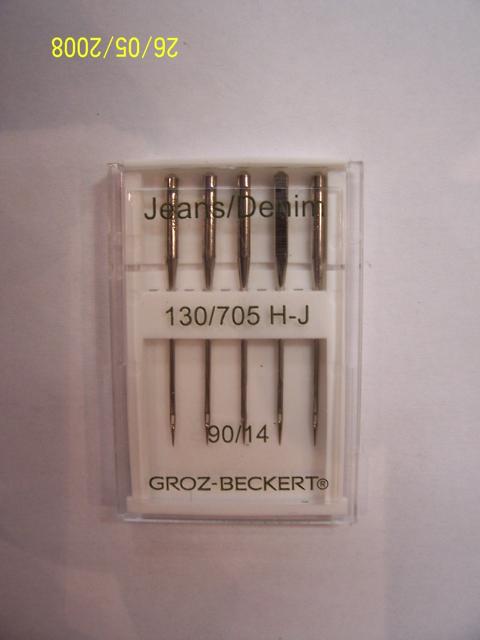 26/05/2008
Jeans/Denim
130/705 H-J
90/14
GROZ-BECKERT®